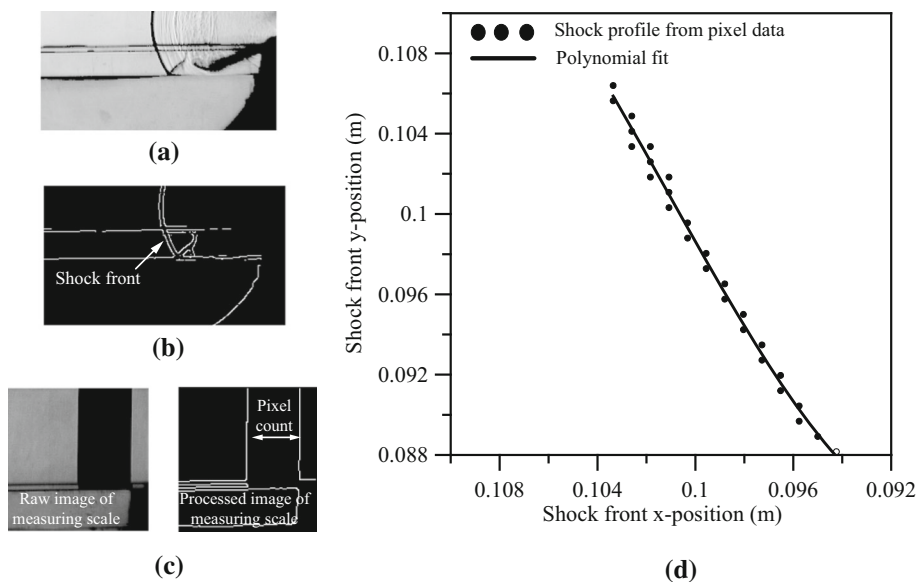 (a)
Shock front
(b)
Pixel
count
Raw image of
measuring scale
Processed image of
measuring scale
(c)
Shock profile from pixel data
Polynomial fit
Shock front y-position (m)
0.108
0.104
0.1
0.096
0.092
0.088
0.108
0.104
0.1
0.096
0.092
Shock front x-position (m)
(d)